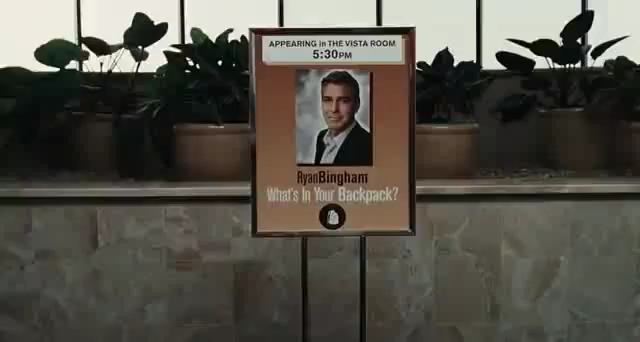 APPEARING in THE VISTA ROOM
5:30PM
RyanBingham
What's In Your Backpack?